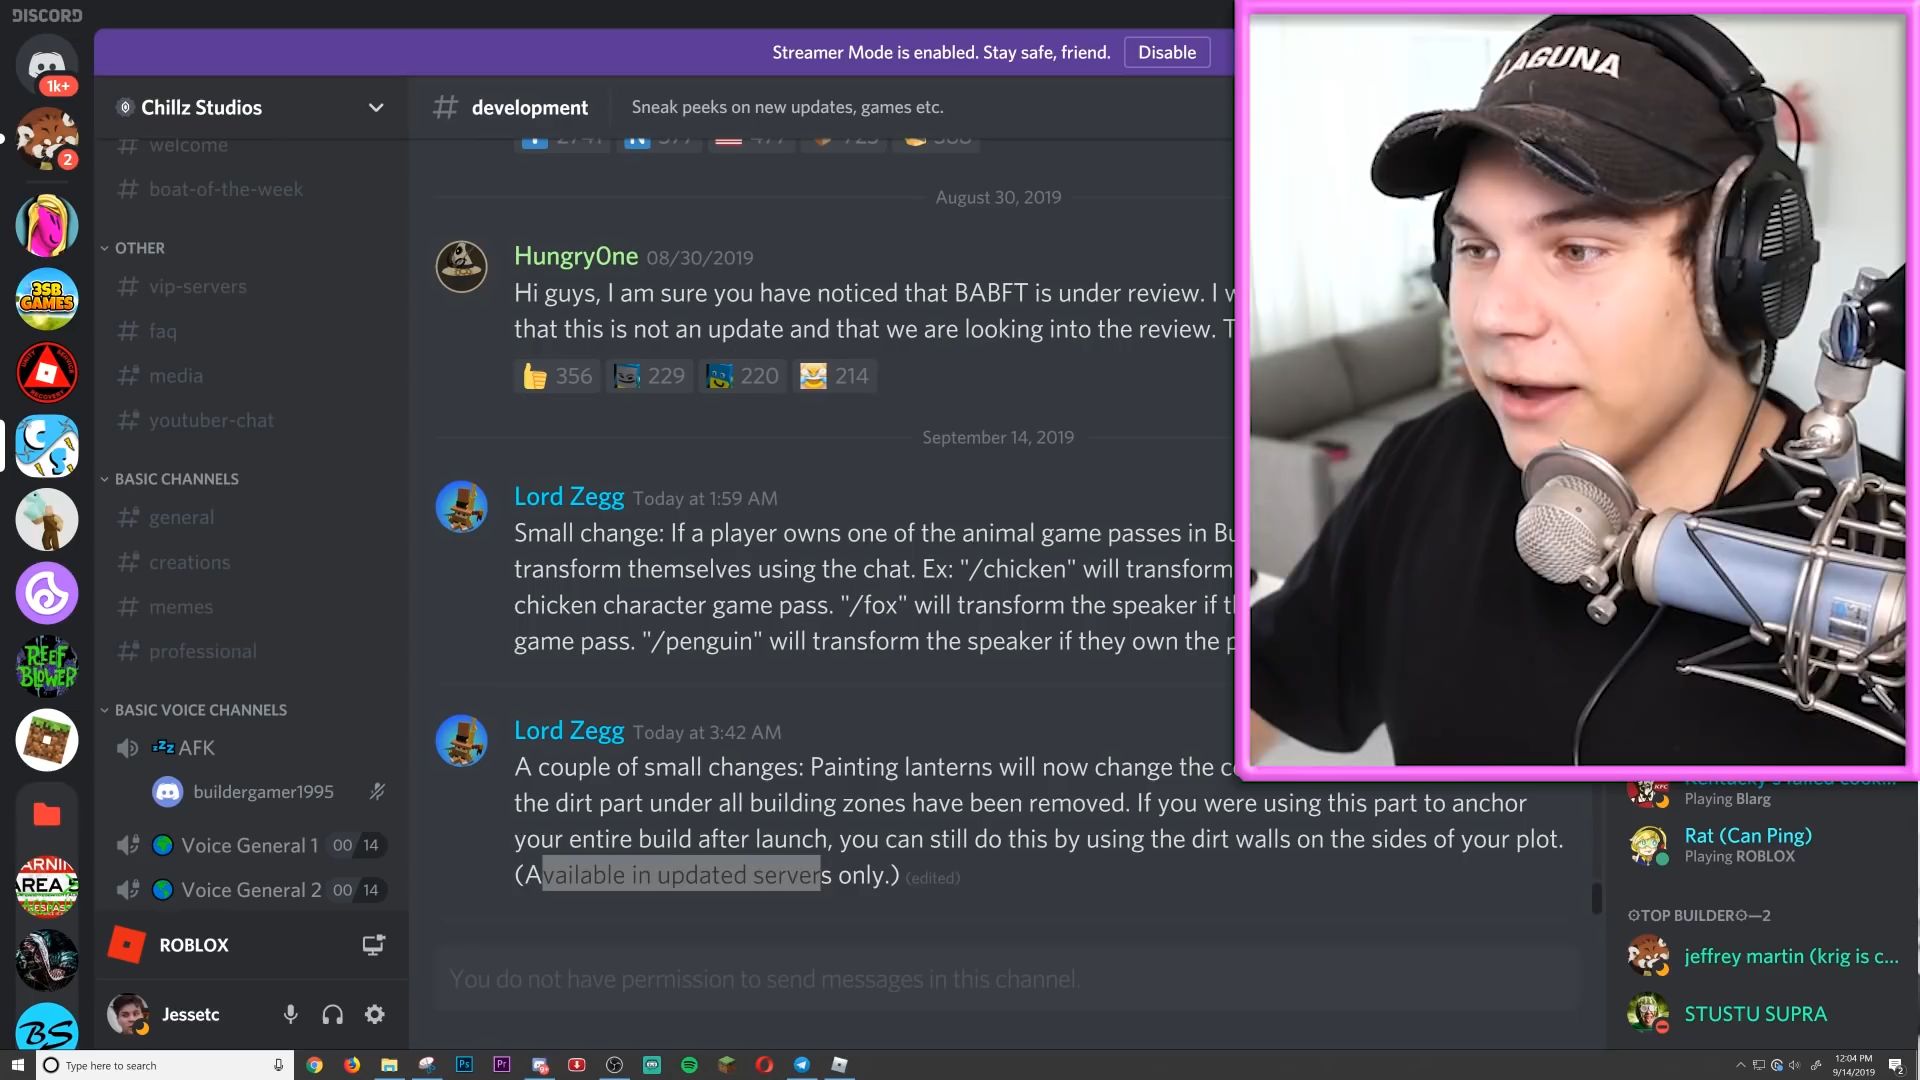 DISCORD
1k+
2
Streamer Mode is enabled. Stay safe, friend.
Disable
Chillz Studios
development
Sneak peeks on new updates, games etc.
LAGUNA
welcome
boat-of-the-week
OTHER
vip-servers
faq
media
youtuber-chat
BASIC CHANNELS
general
creations
memes
professional
BASIC VOICE CHANNELS
zzz AFK
buildergamer1995
Voice General 1 00 14
Voice General 2 00 14
ROBLOX
Jessetc
3SB GAMES
REEF BLOWER
BS
August 30, 2019
HungryOne 08/30/2019
Hi guys, I am sure you have noticed that BABFT is under review. I
that this is not an update and that we are looking into the review.
356 229 220 214
September 14, 2019
Lord Zegg Today at 1:59 AM
Small change: If a player owns one of the animal game passes in
transform themselves using the chat. Ex: "/chicken" will transform
chicken character game pass. "/fox" will transform the speaker if
game pass. "/penguin" will transform the speaker if they own the
Lord Zegg Today at 3:42 AM
A couple of small changes: Painting lanterns will now change the
the dirt part under all building zones have been removed. If you were using this part to anchor
your entire build after launch, you can still do this by using the dirt walls on the sides of your plot.
(Available in updated servers only.) (edited)
You do not have permission to send messages in this channel.
Playing Blarg
Rat (Can Ping)
Playing ROBLOX
TOP BUILDER—2
jeffrey martin (krig is c...
STUSTU SUPRA
Type here to search
Ps
Pr
12:04 PM
9/14/2019
2